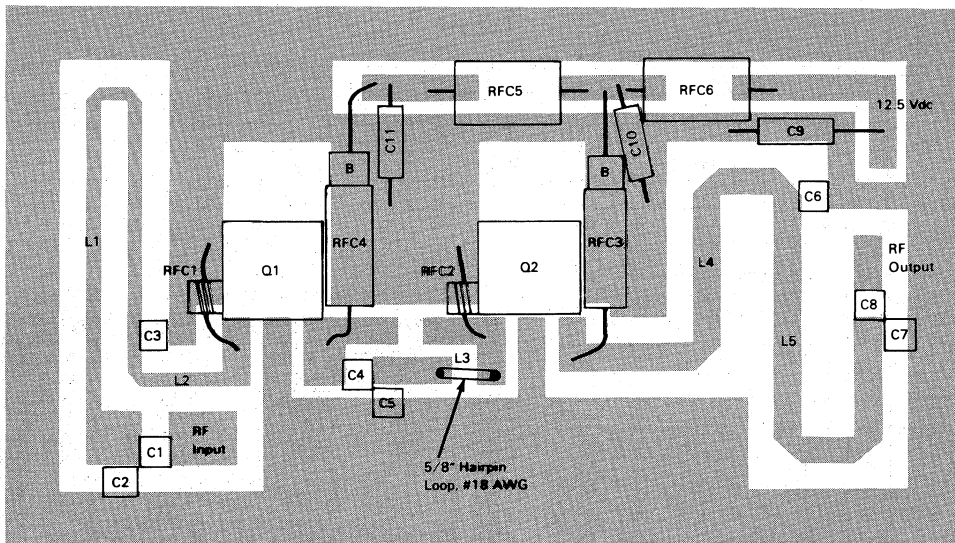 RFC5
RFC6
12.5 Vdc
C11
C10
C9
B
B
C6
L1
RFC1
Q1
RFC4
RFC2
Q2
RFC3
L4
RF
Output
C8
C7
C3
L2
L3
C4
C5
L5
RF
Input
C1
C2
5/8" Hairpin
Loop, #18 AWG